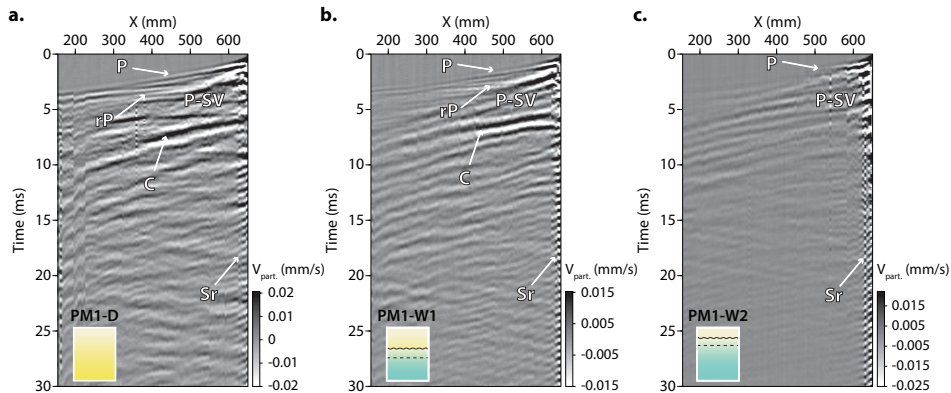 a.
X (mm)
200 300 400 500 600
Time (ms)
0
5
10
15
20
25
30
P
rP
P-SV
C
Sr
PM1-D
V part. (mm/s)
0.02
0.01
0
-0.01
-0.02
b.
X (mm)
200 300 400 500 600
Time (ms)
0
5
10
15
20
25
30
P
rP
P-SV
C
Sr
PM1-W1
V part. (mm/s)
0.015
0.005
-0.005
-0.015
c.
X (mm)
200 300 400 500 600
Time (ms)
0
5
10
15
20
25
30
P
P-SV
Sr
PM1-W2
V part. (mm/s)
0.015
0.005
-0.005
-0.015
-0.025